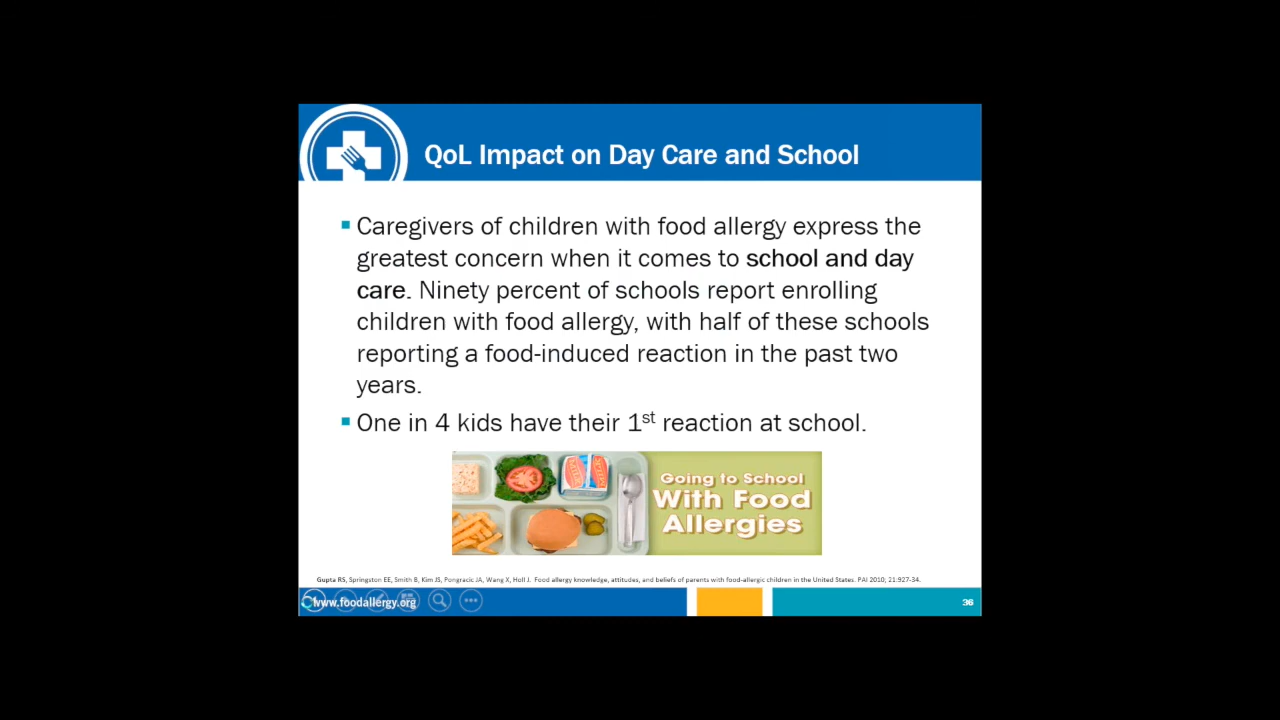 QoL Impact on Day Care and School
Caregivers of children with food allergy express the
greatest concern when it comes to school and day
care. Ninety percent of schools report enrolling
children with food allergy, with half of these schools
reporting a food-induced reaction in the past two
years.
One in 4 kids have their 1st reaction at school.
MILK
Going to School
With Food
Allergies
Gupta RS, Springston EE, Smith B, Kim JS, Pongracic JA, Wang X, Holl J. Food allergy knowledge, attitudes, and beliefs of parents with food-allergic children in the United States. PAI 2010; 21:927-34.
www.foodallergy.org
36